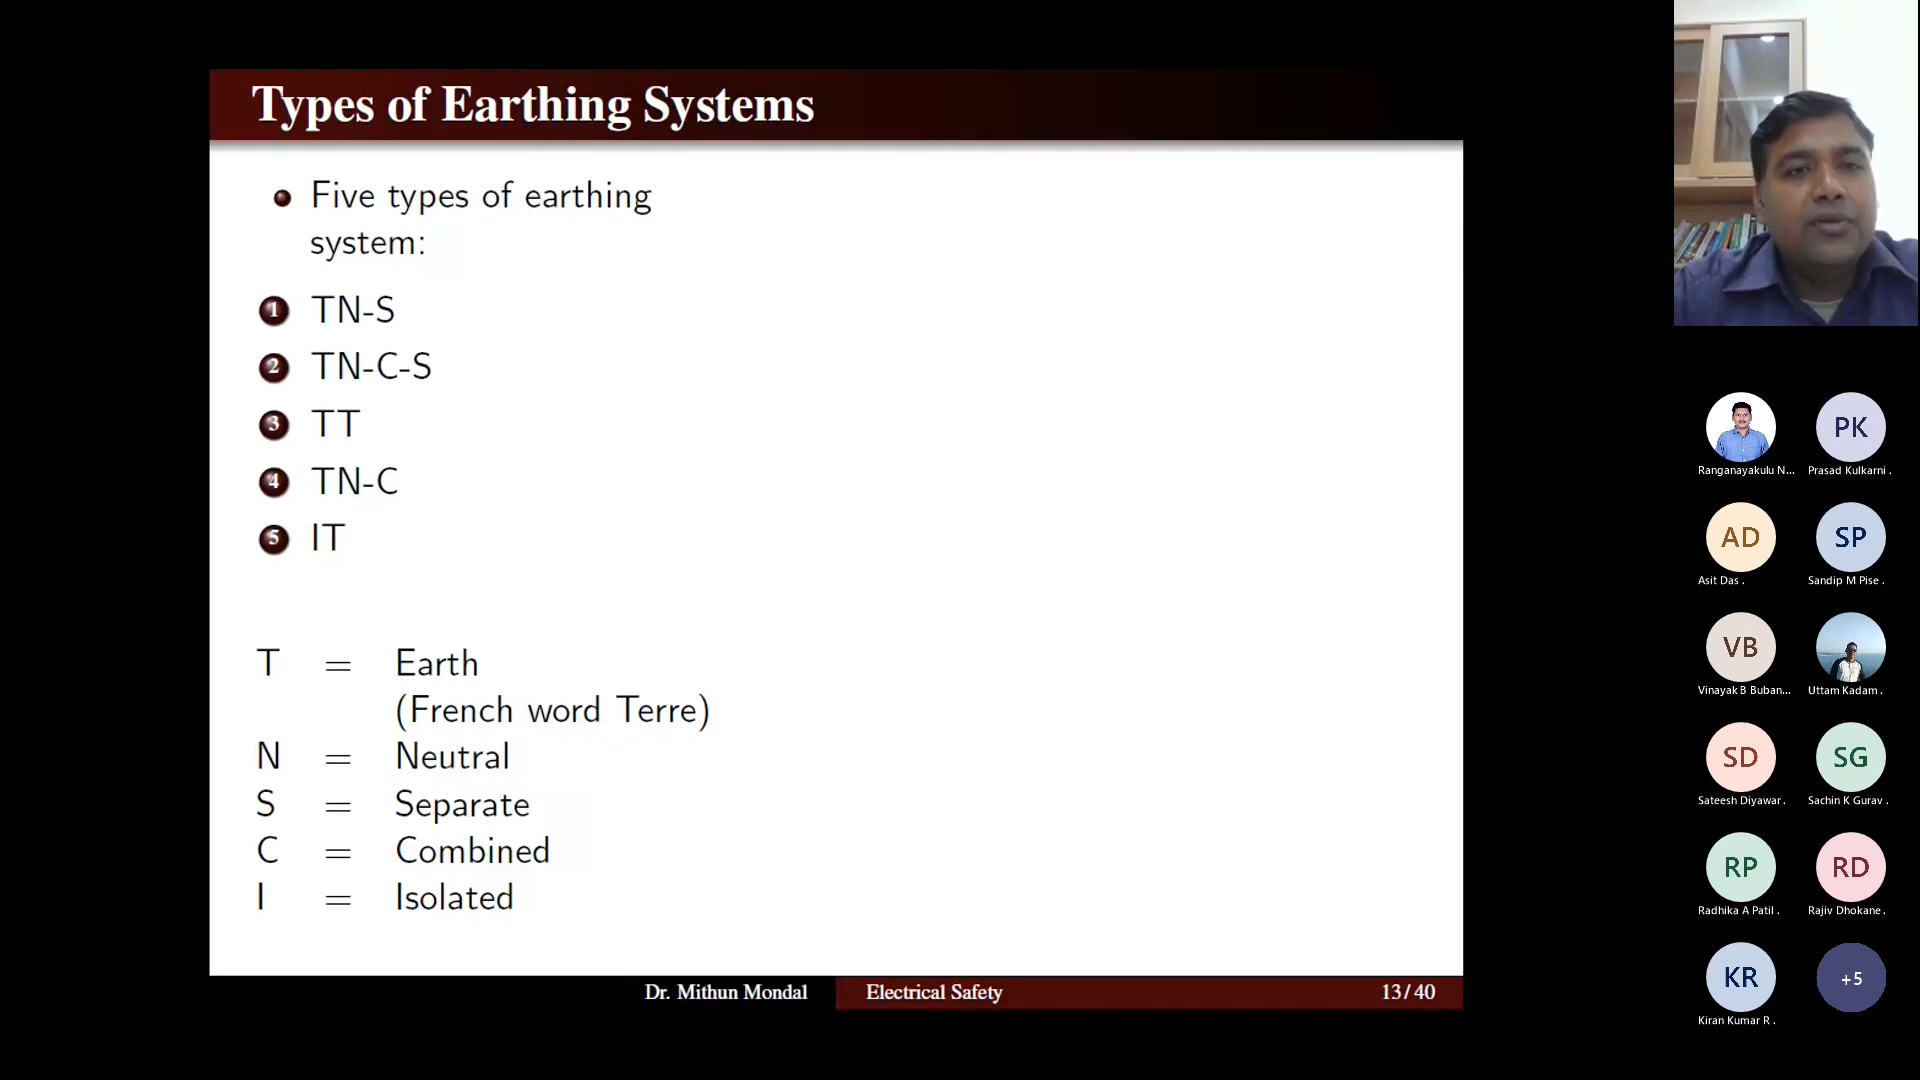 Types of Earthing Systems
Five types of earthing
system:
1 TN-S
2 TN-C-S
3 TT
4 TN-C
5 IT
T = Earth
(French word Terre)
N = Neutral
S = Separate
C = Combined
I = Isolated
Dr. Mithun Mondal Electrical Safety 13/40
Ranganayakulu N... PK Prasad Kulkarni .
AD Asit Das . SP Sandip M Pise .
VB Vinayak B Buban... Uttam Kadam .
SD Sateesh Diyawar . SG Sachin K Gurav .
RP Radhika A Patil . RD Rajiv Dhokane .
KR Kiran Kumar R . +5